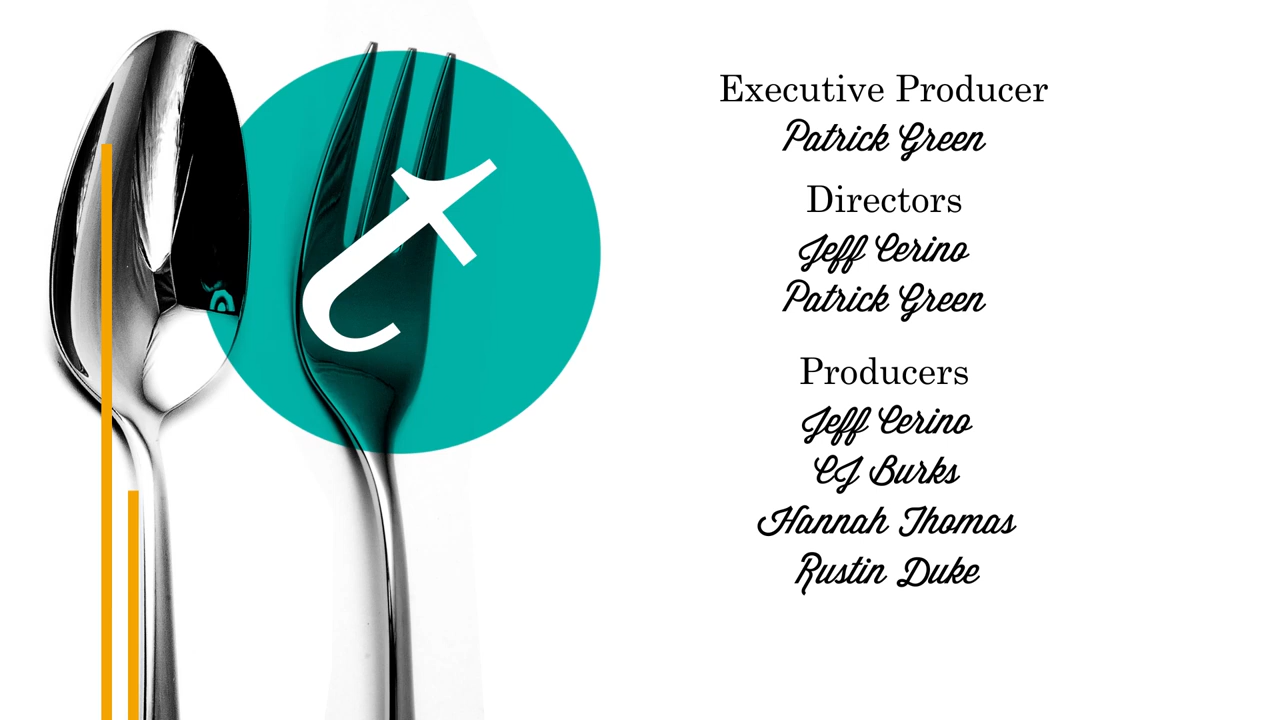 t
Executive Producer
Patrick Green
Directors
Jeff Cerino
Patrick Green
Producers
Jeff Cerino
CJ Burks
Hannah Thomas
Rustin Duke